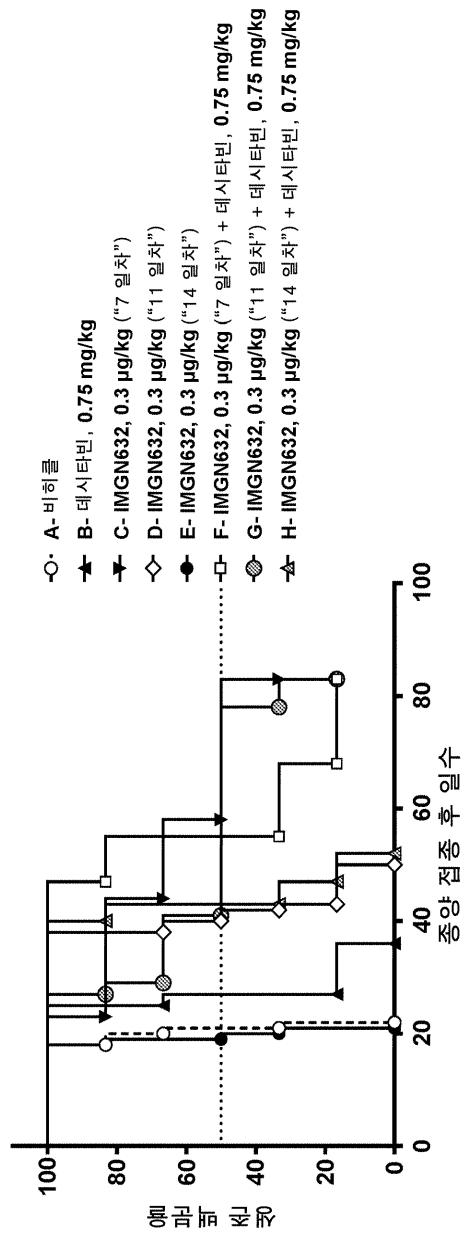 A- 비히클
B- 데시타빈, 0.75 mg/kg
C- IMGN632, 0.3 µg/kg (“7 일차”)
D- IMGN632, 0.3 µg/kg (“11 일차”)
E- IMGN632, 0.3 µg/kg (“14 일차”)
F- IMGN632, 0.3 µg/kg (“7 일차”) + 데시타빈, 0.75 mg/kg
G- IMGN632, 0.3 µg/kg (“11 일차”) + 데시타빈, 0.75 mg/kg
H- IMGN632, 0.3 µg/kg (“14 일차”) + 데시타빈, 0.75 mg/kg
생존 백분율
100
80
60
40
20
0
0 20 40 60 80 100
종양 접종 후 일수